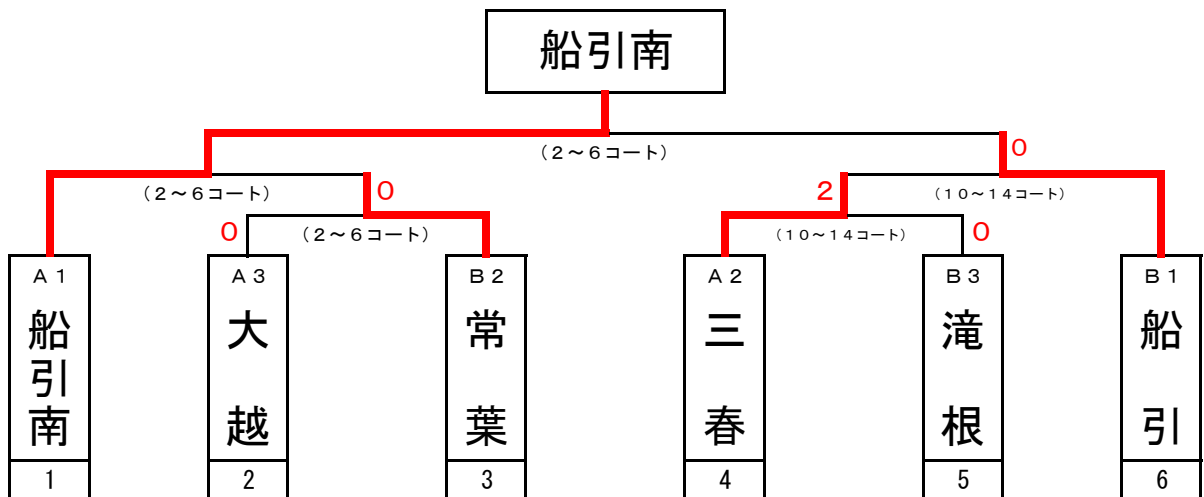 船引南
(2～6コート)
0
(2～6コート)
0
2
(10～14コート)
0
(2～6コート)
(10～14コート)
0
A1
A3
B2
A2
B3
B1
船引南
大越
常葉
三春
滝根
船引
1
2
3
4
5
6